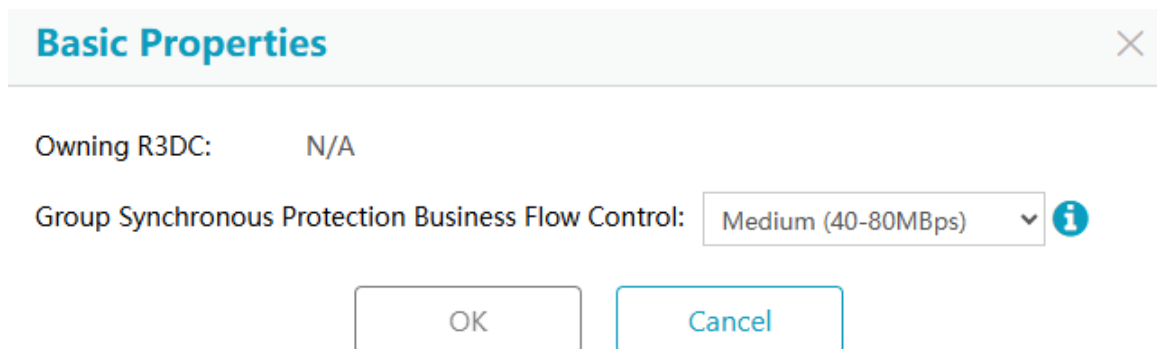 Basic Properties
Owning R3DC: N/A
Group Synchronous Protection Business Flow Control: Medium (40-80MBps)
OK Cancel